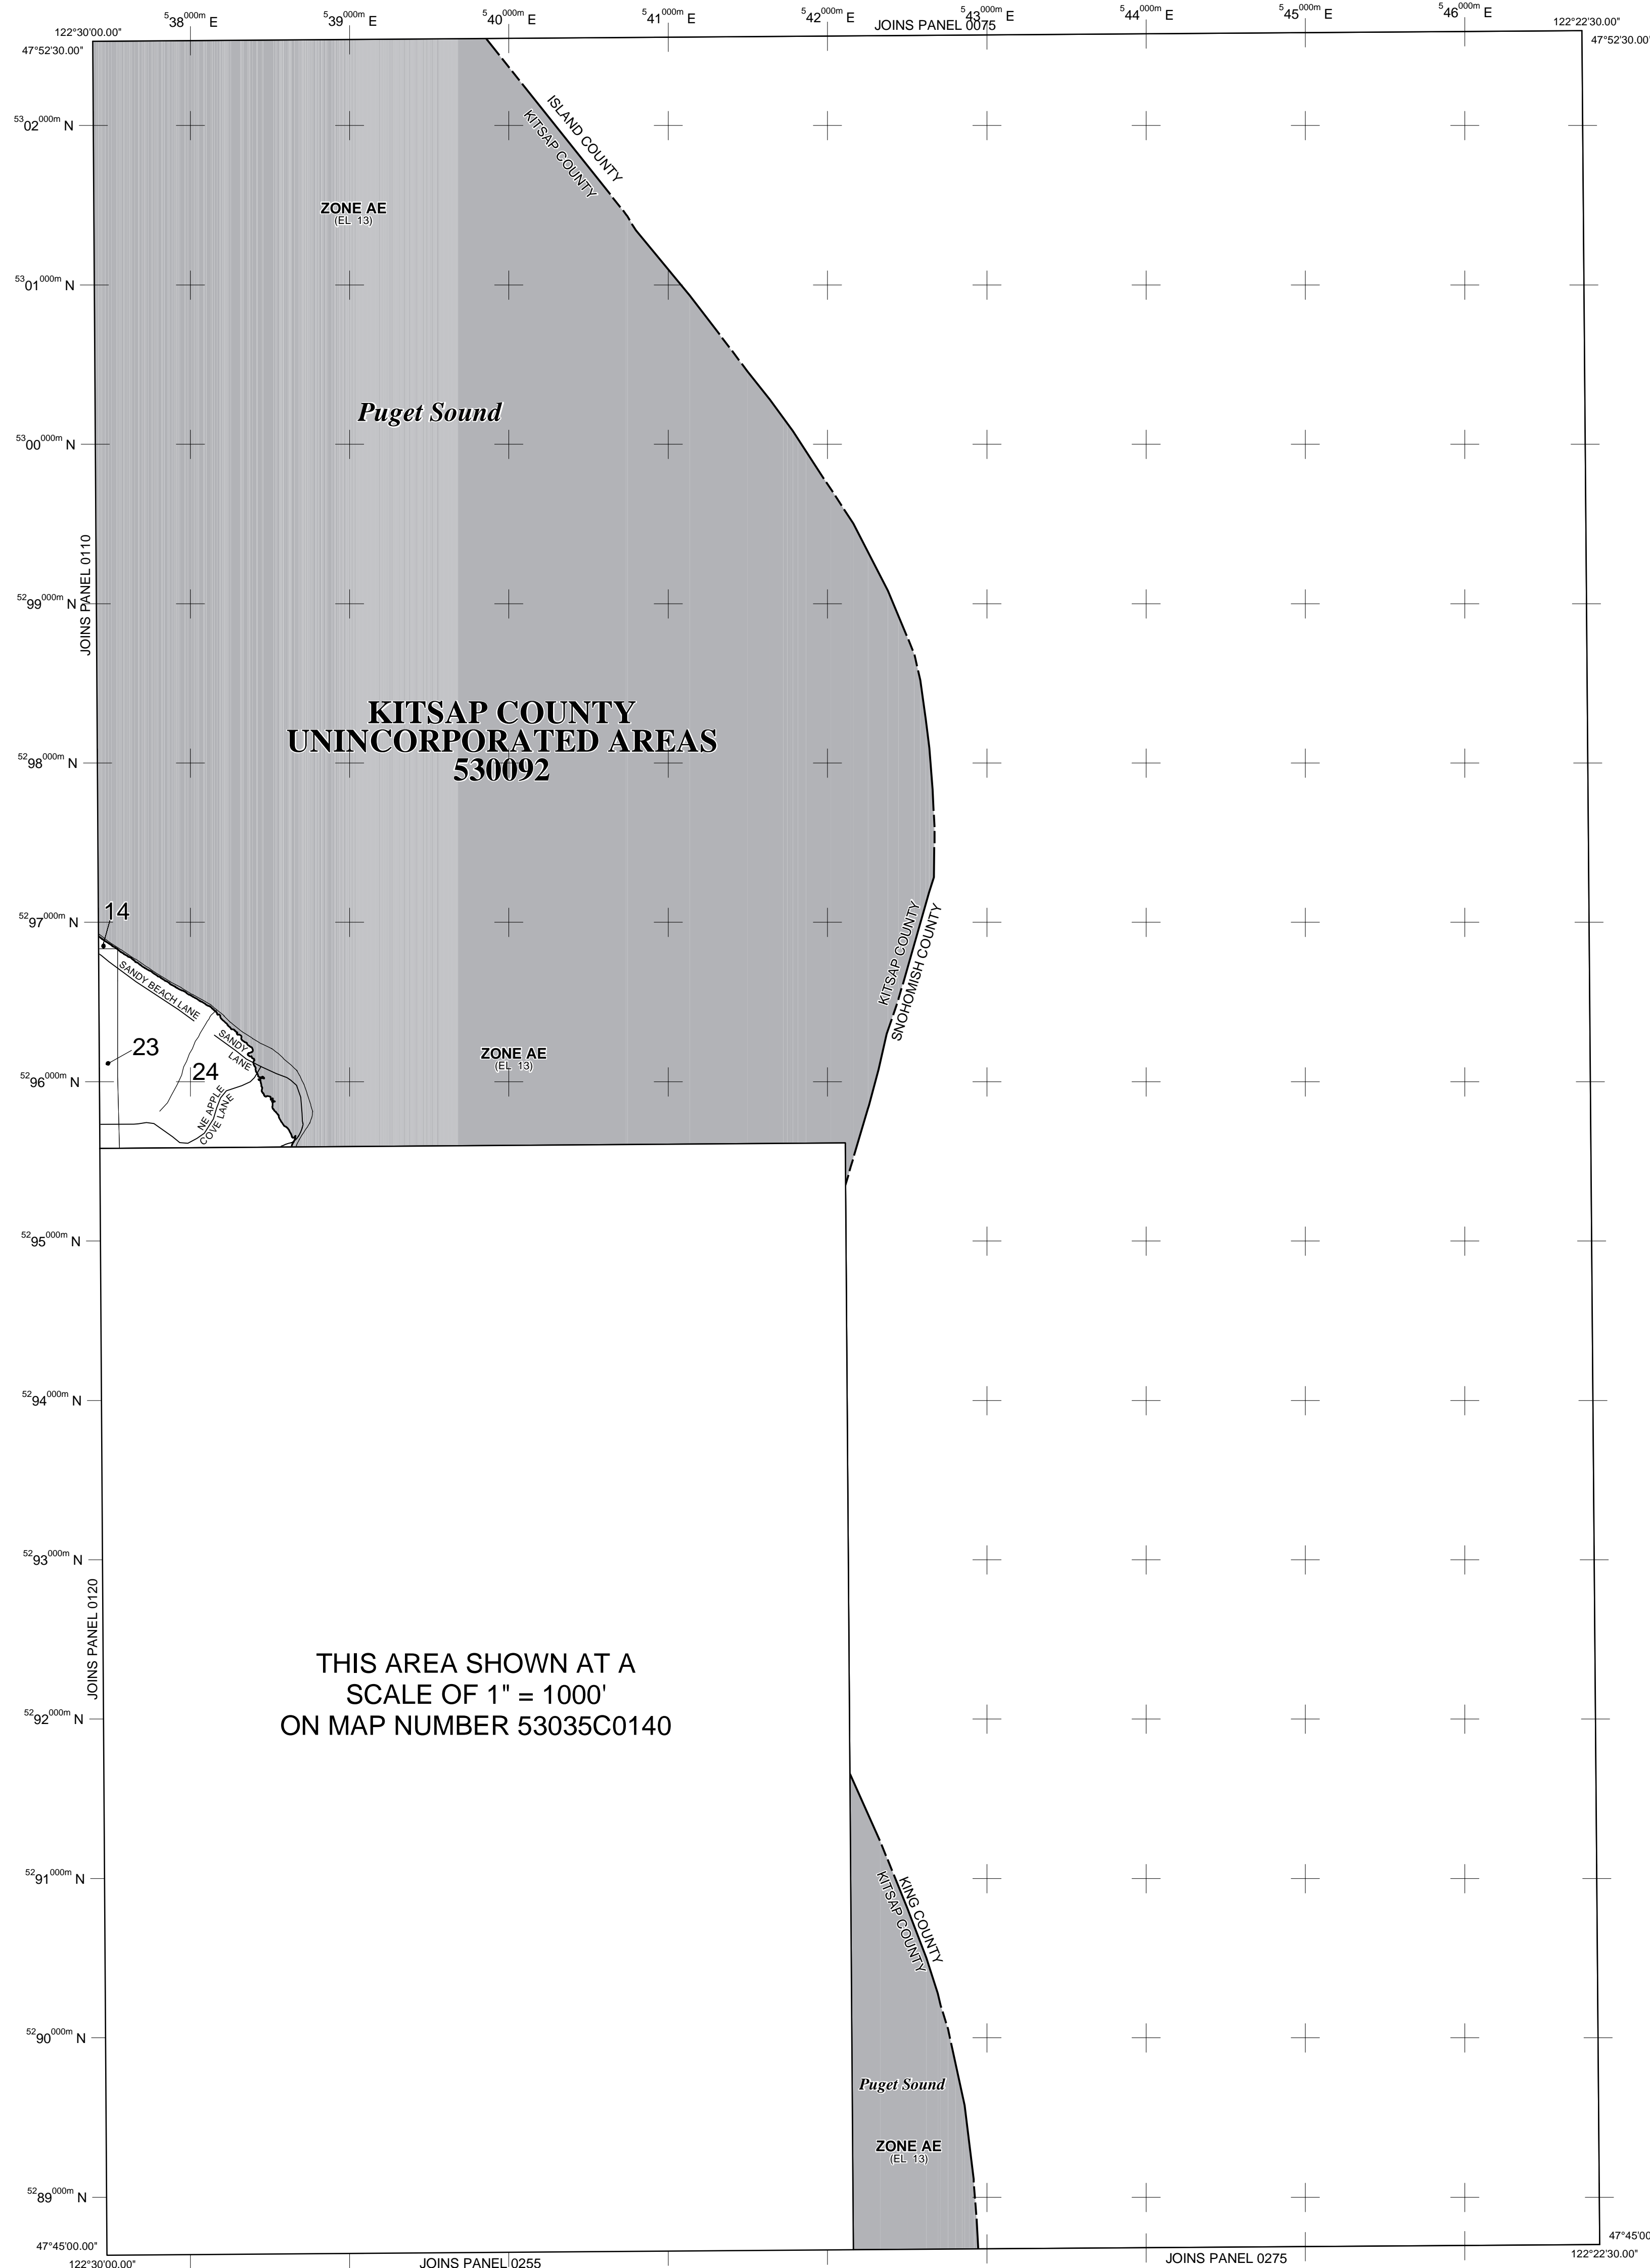 538000m E
539000m E
540000m E
541000m E
542000m E
543000m E
544000m E
545000m E
546000m E
JOINS PANEL 0075
122°30'00.00"
122°22'30.00"
47°52'30.00"
47°52'30.00"
ISLAND COUNTY
KITSAP COUNTY
5302000m N
ZONE AE
(EL 13)
5301000m N
Puget Sound
5300000m N
JOINS PANEL 0110
5299000m N
KITSAP COUNTY
UNINCORPORATED AREAS
530092
5298000m N
14
5297000m N
KITSAP COUNTY
SNOHOMISH COUNTY
SANDY BEACH LANE
SANDY
LANE
23
24
ZONE AE
(EL 13)
5296000m N
NE APPLE
COVE LANE
5295000m N
5294000m N
5293000m N
JOINS PANEL 0120
THIS AREA SHOWN AT A
SCALE OF 1" = 1000'
ON MAP NUMBER 53035C0140
5292000m N
5291000m N
KING COUNTY
KITSAP COUNTY
5290000m N
Puget Sound
ZONE AE
(EL 13)
5289000m N
47°45'00.00"
122°30'00.00"
JOINS PANEL 0255
JOINS PANEL 0275
122°22'30.00"
47°45'00